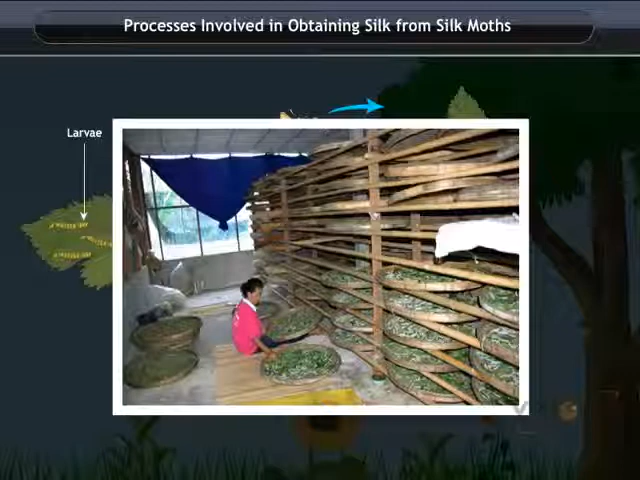 Processes Involved in Obtaining Silk from Silk Moths
Larvae